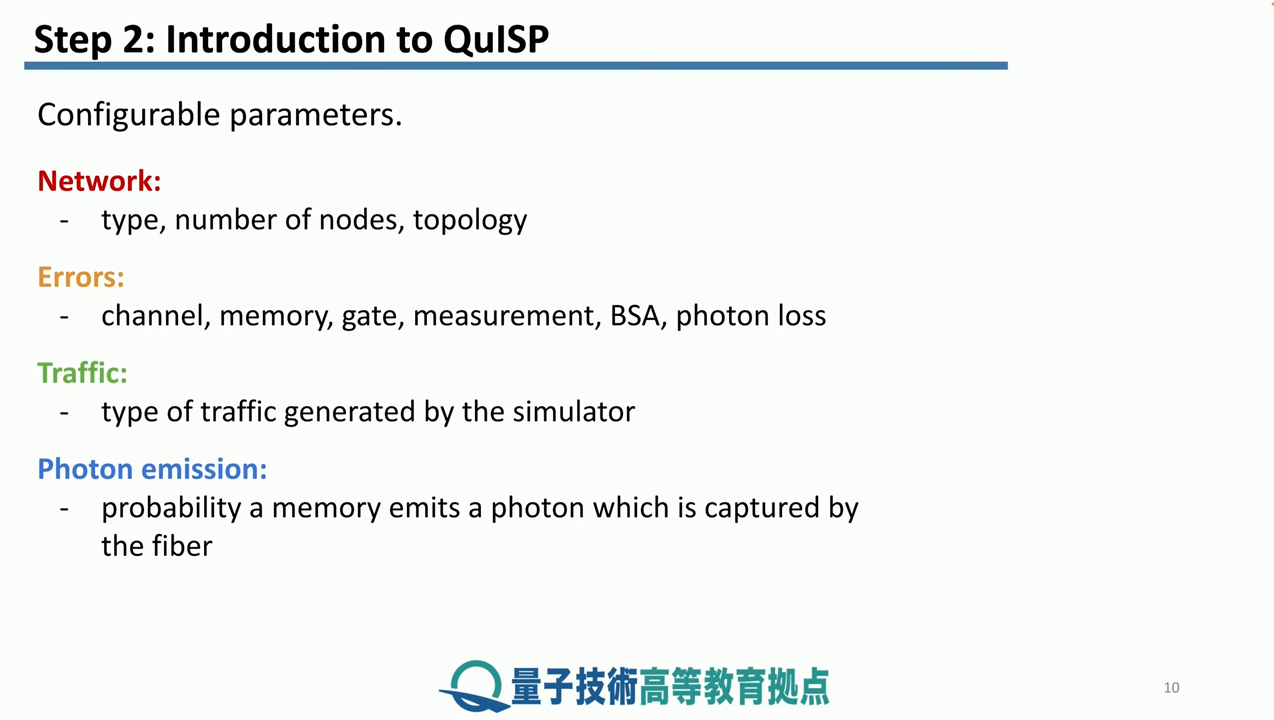 Step 2: Introduction to QuISP
Configurable parameters.
Network:
- type, number of nodes, topology
Errors:
- channel, memory, gate, measurement, BSA, photon loss
Traffic:
- type of traffic generated by the simulator
Photon emission:
- probability a memory emits a photon which is captured by
the fiber
量子技術高等教育拠点
10